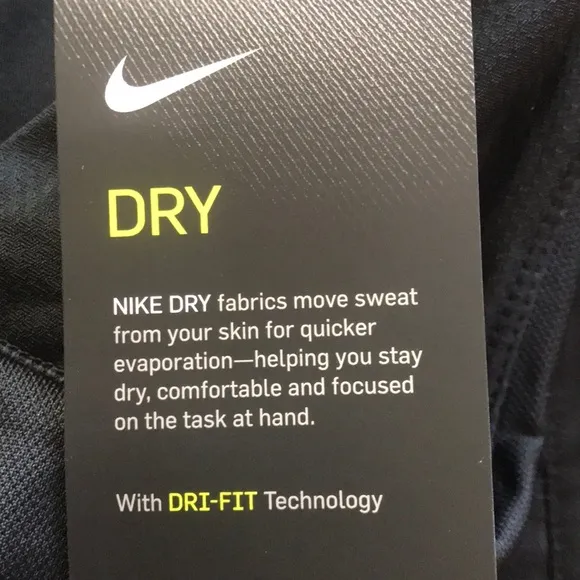 DRY
NIKE DRY fabrics move sweat
from your skin for quicker
evaporation—helping you stay
dry, comfortable and focused
on the task at hand.
With DRI-FIT Technology